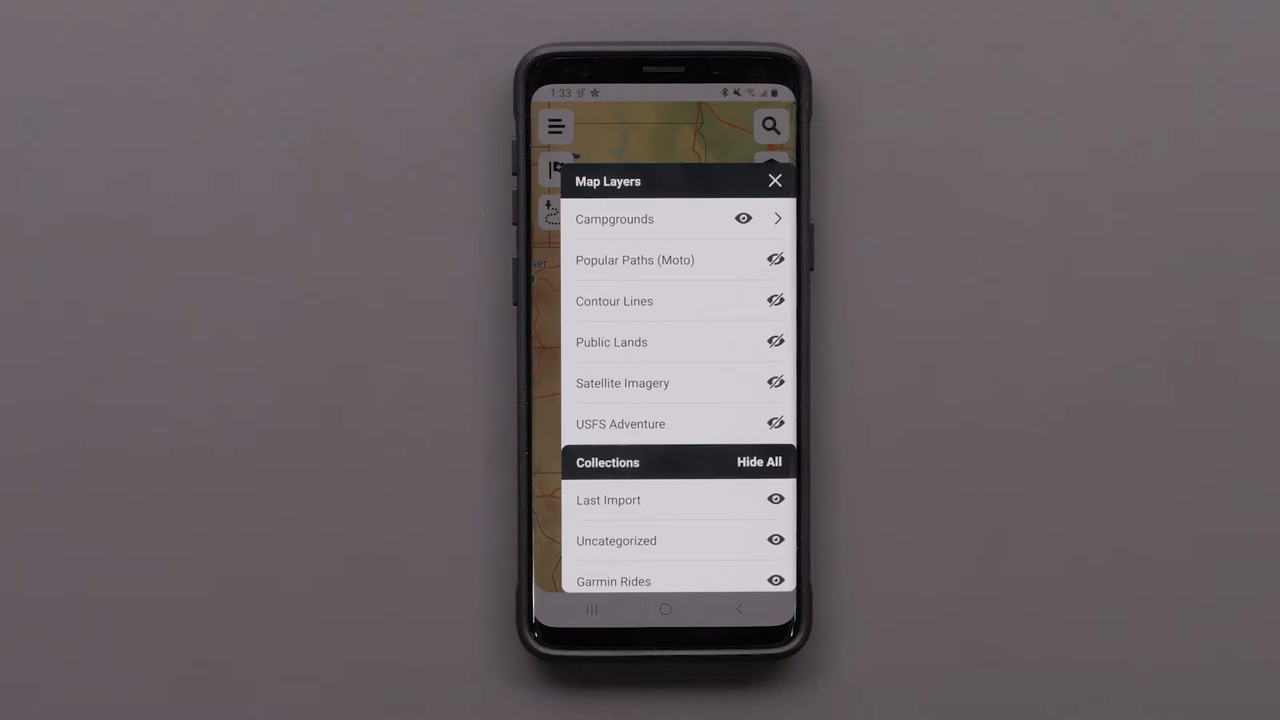 1:33
Map Layers
Campgrounds
Popular Paths (Moto)
Contour Lines
Public Lands
Satellite Imagery
USFS Adventure
Collections Hide All
Last Import
Uncategorized
Garmin Rides